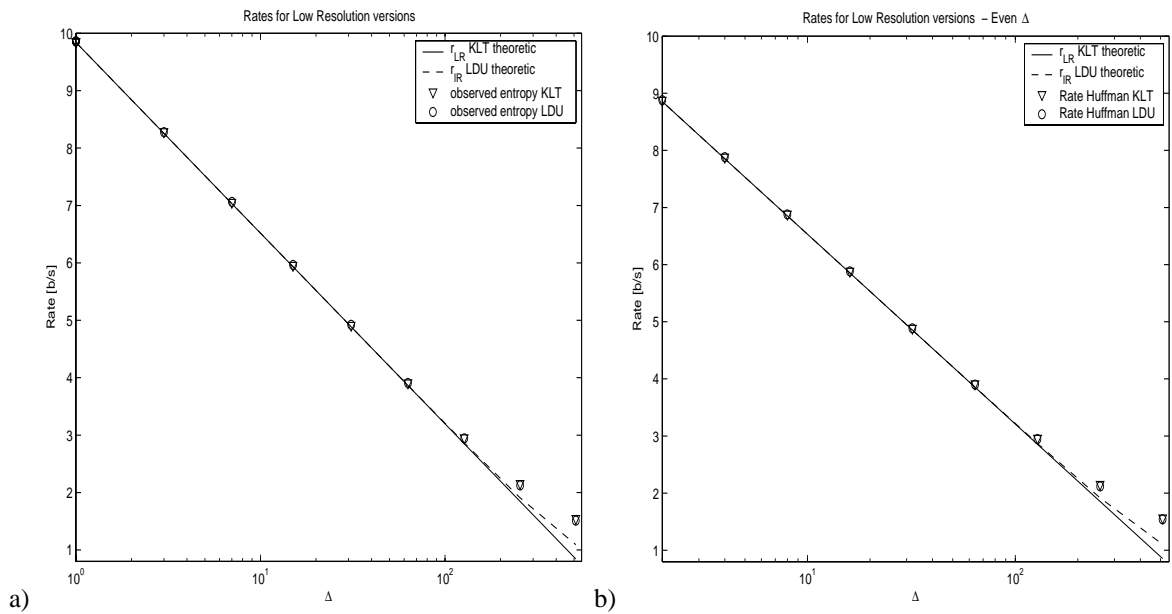 Rates for Low Resolution versions
r_LR KLT theoretic
r_IR LDU theoretic
observed entropy KLT
observed entropy LDU
Rate [b/s]
10
9
8
7
6
5
4
3
2
1
10^0
10^1
10^2
Δ
a)
Rates for Low Resolution versions – Even Δ
r_LR KLT theoretic
r_IR LDU theoretic
Rate Huffman KLT
Rate Huffman LDU
Rate [b/s]
10
9
8
7
6
5
4
3
2
1
10^1
10^2
Δ
b)